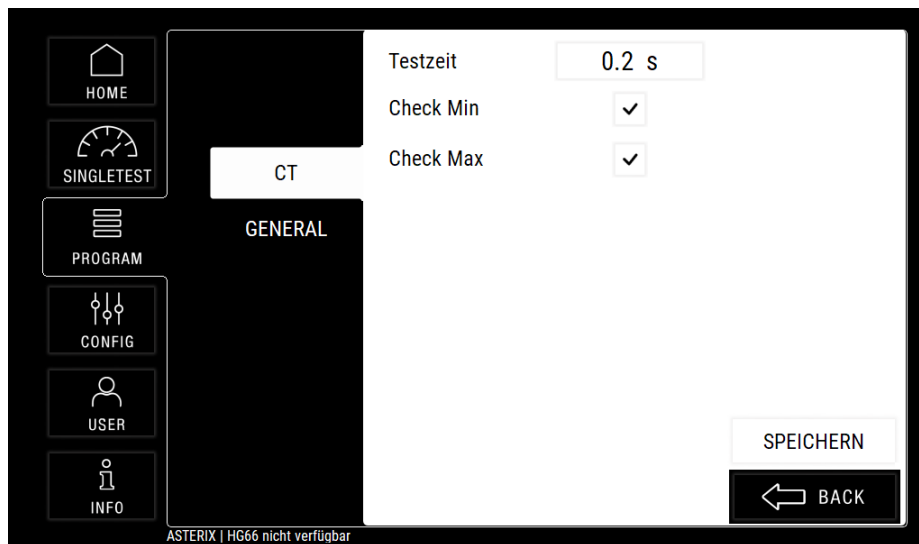 HOME
SINGLETEST
PROGRAM
CONFIG
USER
INFO
CT
GENERAL
Testzeit 0.2 s
Check Min
Check Max
SPEICHERN
BACK
ASTERIX | HG66 nicht verfügbar